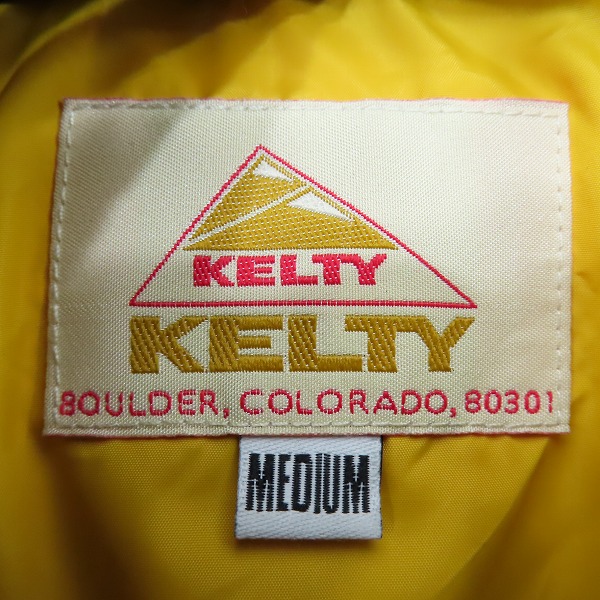 KELTY
KELTY
BOULDER, COLORADO, 80301
MEDIUM